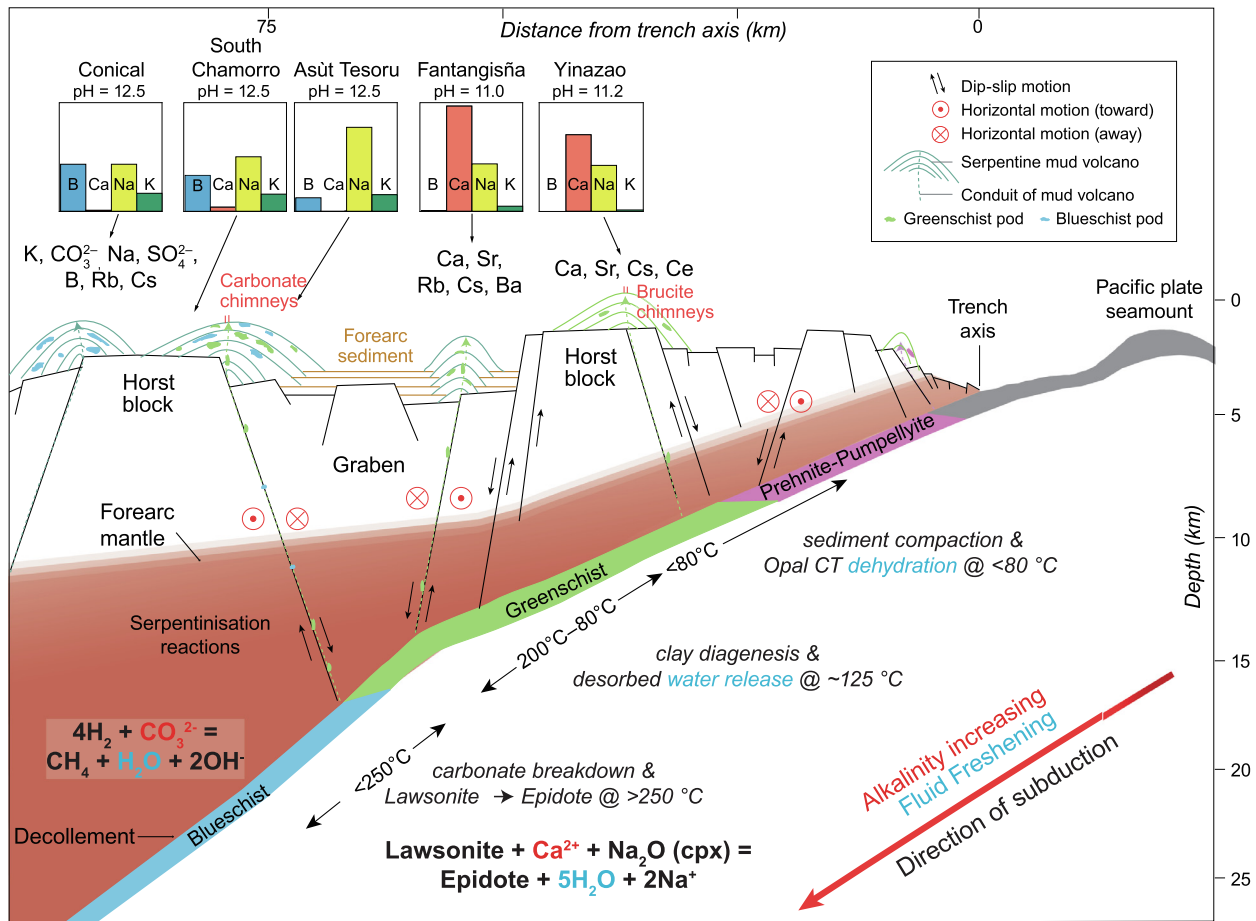 75
Distance from trench axis (km)
0
Conical
pH = 12.5
B Ca Na K
South
Chamorro
pH = 12.5
B Ca Na K
Asùt Tesoru
pH = 12.5
B Ca Na K
Fantangisña
pH = 11.0
B Ca Na K
Yinazao
pH = 11.2
B Ca Na K
Dip-slip motion
Horizontal motion (toward)
Horizontal motion (away)
Serpentine mud volcano
Conduit of mud volcano
Greenschist pod
Blueschist pod
K, CO₃²⁻, Na, SO₄²⁻,
B, Rb, Cs
Carbonate
chimneys
Ca, Sr,
Rb, Cs, Ba
Ca, Sr, Cs, Ce
Brucite
chimneys
Forearc
sediment
Trench
axis
Pacific plate
seamount
Horst
block
Horst
block
Graben
Forearc
mantle
Serpentinisation
reactions
Prehnite-Pumpellyite
Greenschist
Blueschist
Decollement
<80°C
200°C–80°C
<250°C
sediment compaction &
Opal CT dehydration @ <80 °C
clay diagenesis &
desorbed water release @ ~125 °C
carbonate breakdown &
Lawsonite → Epidote @ >250 °C
4H₂ + CO₃²⁻ =
CH₄ + H₂O + 2OH⁻
Lawsonite + Ca²⁺ + Na₂O (cpx) =
Epidote + 5H₂O + 2Na⁺
Alkalinity increasing
Fluid Freshening
Direction of subduction
0
5
10
15
20
25
Depth (km)